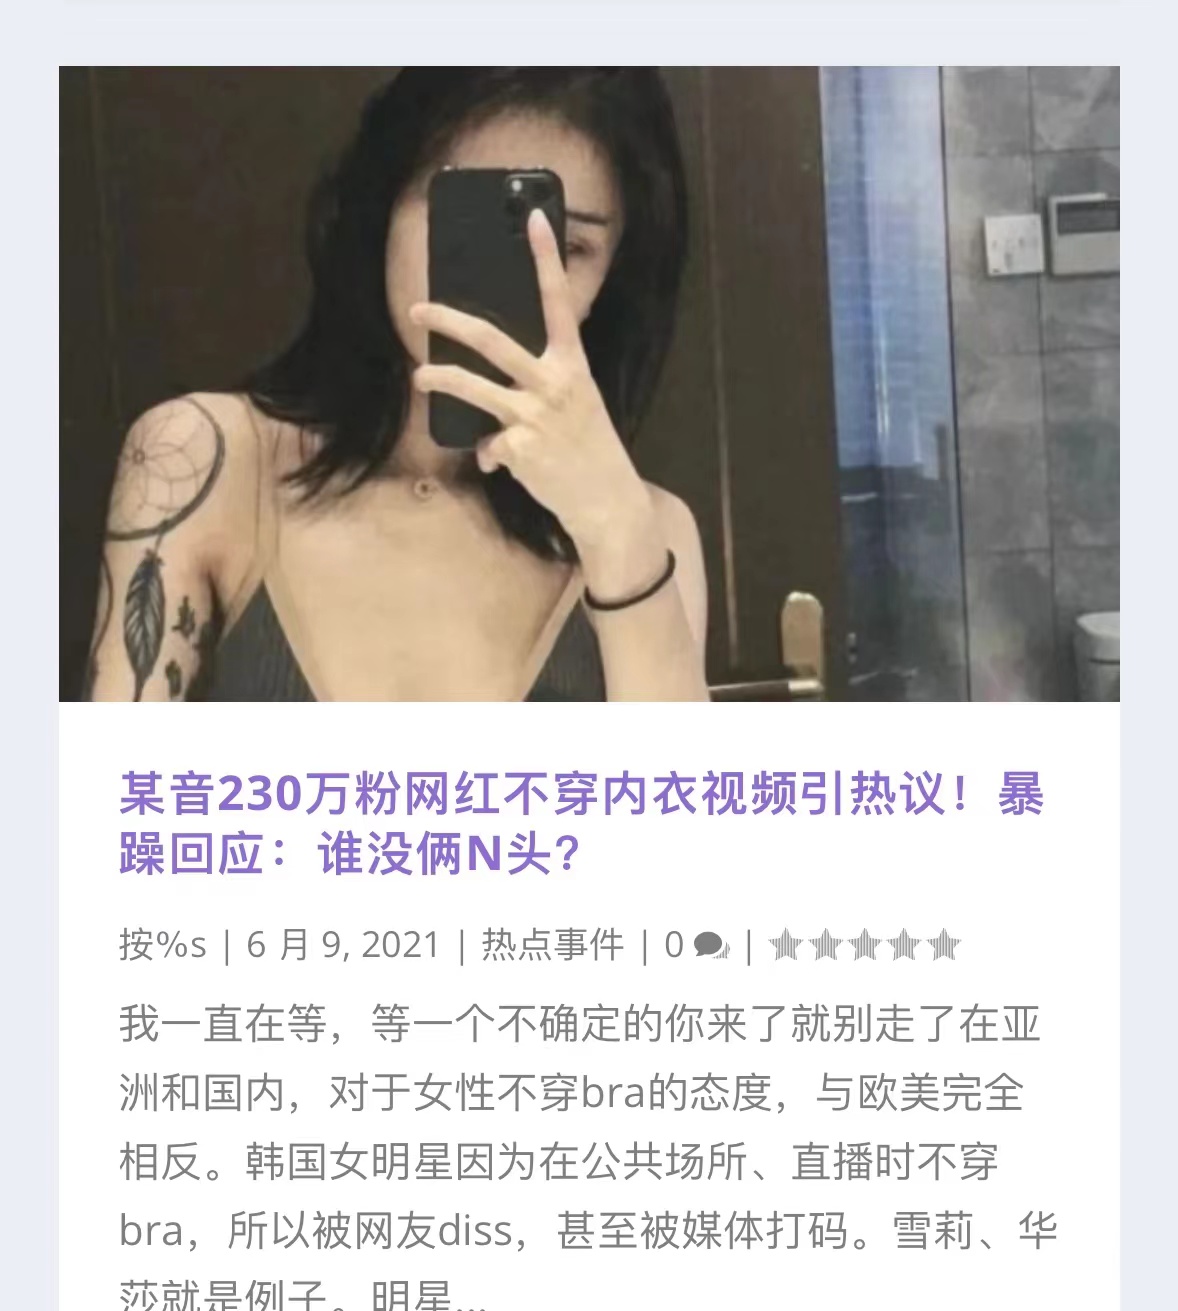 某音230万粉网红不穿内衣视频引热议！暴
躁回应：谁没俩N头？
按%s | 6 月 9, 2021 | 热点事件 | 0 |
我一直在等，等一个不确定的你来了就别走了在亚
洲和国内，对于女性不穿bra的态度，与欧美完全
相反。韩国女明星因为在公共场所、直播时不穿
bra，所以被网友diss，甚至被媒体打码。雪莉、华
莎就是例子。明星...